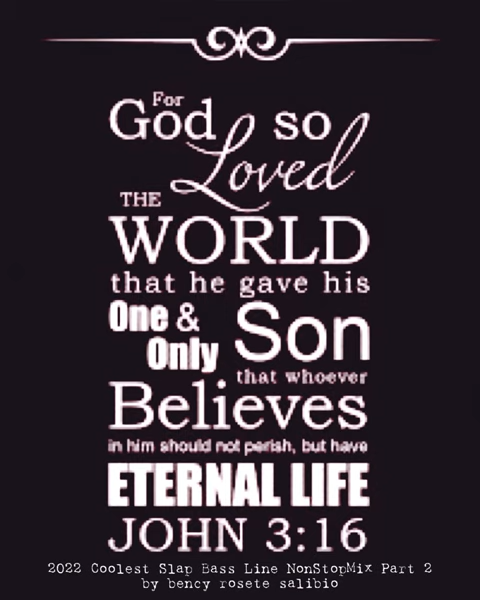 For
God so
Loved
THE
WORLD
that he gave his
One &
Only
Son
that whoever
Believes
in him should not perish, but have
ETERNAL LIFE
JOHN 3:16
2022 Coolest Slap Bass Line NonStopMix Part 2
by bency rosete salibio